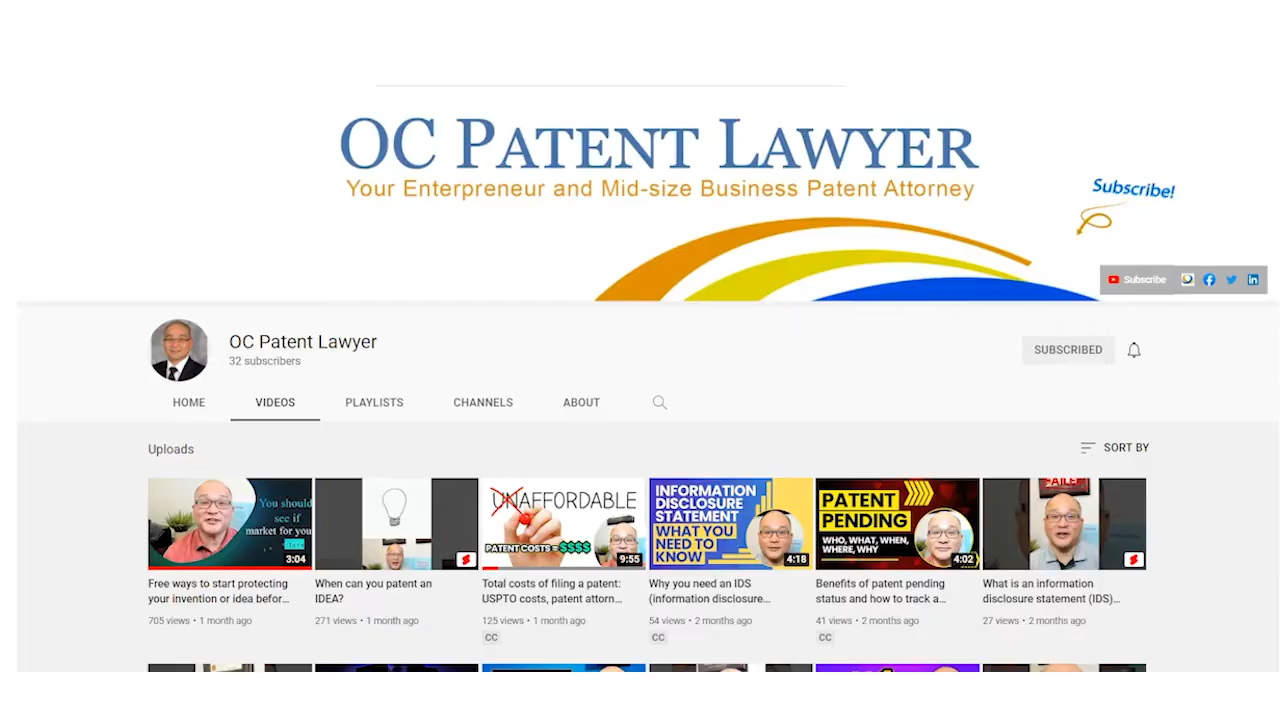 OC PATENT LAWYER
Your Enterpreneur and Mid-size Business Patent Attorney
Subscribe!
Subscribe
OC Patent Lawyer
32 subscribers
SUBSCRIBED
HOME
VIDEOS
PLAYLISTS
CHANNELS
ABOUT
Uploads
SORT BY
You should
see if
market for you
3:04
UNAFFORDABLE
PATENT COSTS = $$$$
9:55
INFORMATION
DISCLOSURE
STATEMENT
WHAT YOU
NEED TO
KNOW
4:18
PATENT
PENDING
WHO, WHAT, WHEN,
WHERE, WHY
4:02
FAILED
Free ways to start protecting
your invention or idea befor...
705 views • 1 month ago
When can you patent an
IDEA?
271 views • 1 month ago
Total costs of filing a patent:
USPTO costs, patent attorn...
125 views • 1 month ago
CC
Why you need an IDS
(information disclosure...
54 views • 2 months ago
CC
Benefits of patent pending
status and how to track a...
41 views • 2 months ago
CC
What is an information
disclosure statement (IDS)...
27 views • 2 months ago